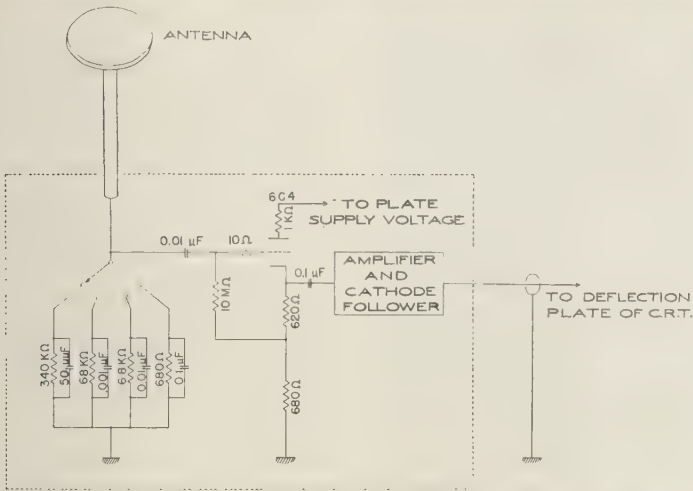 ANTENNA
6C4
1 KΩ
TO PLATE
SUPPLY VOLTAGE
0.01 µF
10Ω
10 MΩ
0.1 µF
620Ω
680Ω
AMPLIFIER
AND
CATHODE
FOLLOWER
TO DEFLECTION
PLATE OF C.R.T.
340 KΩ
50 µµF
68 KΩ
.001 µF
6.8 KΩ
0.01 µF
680Ω
0.1 µF